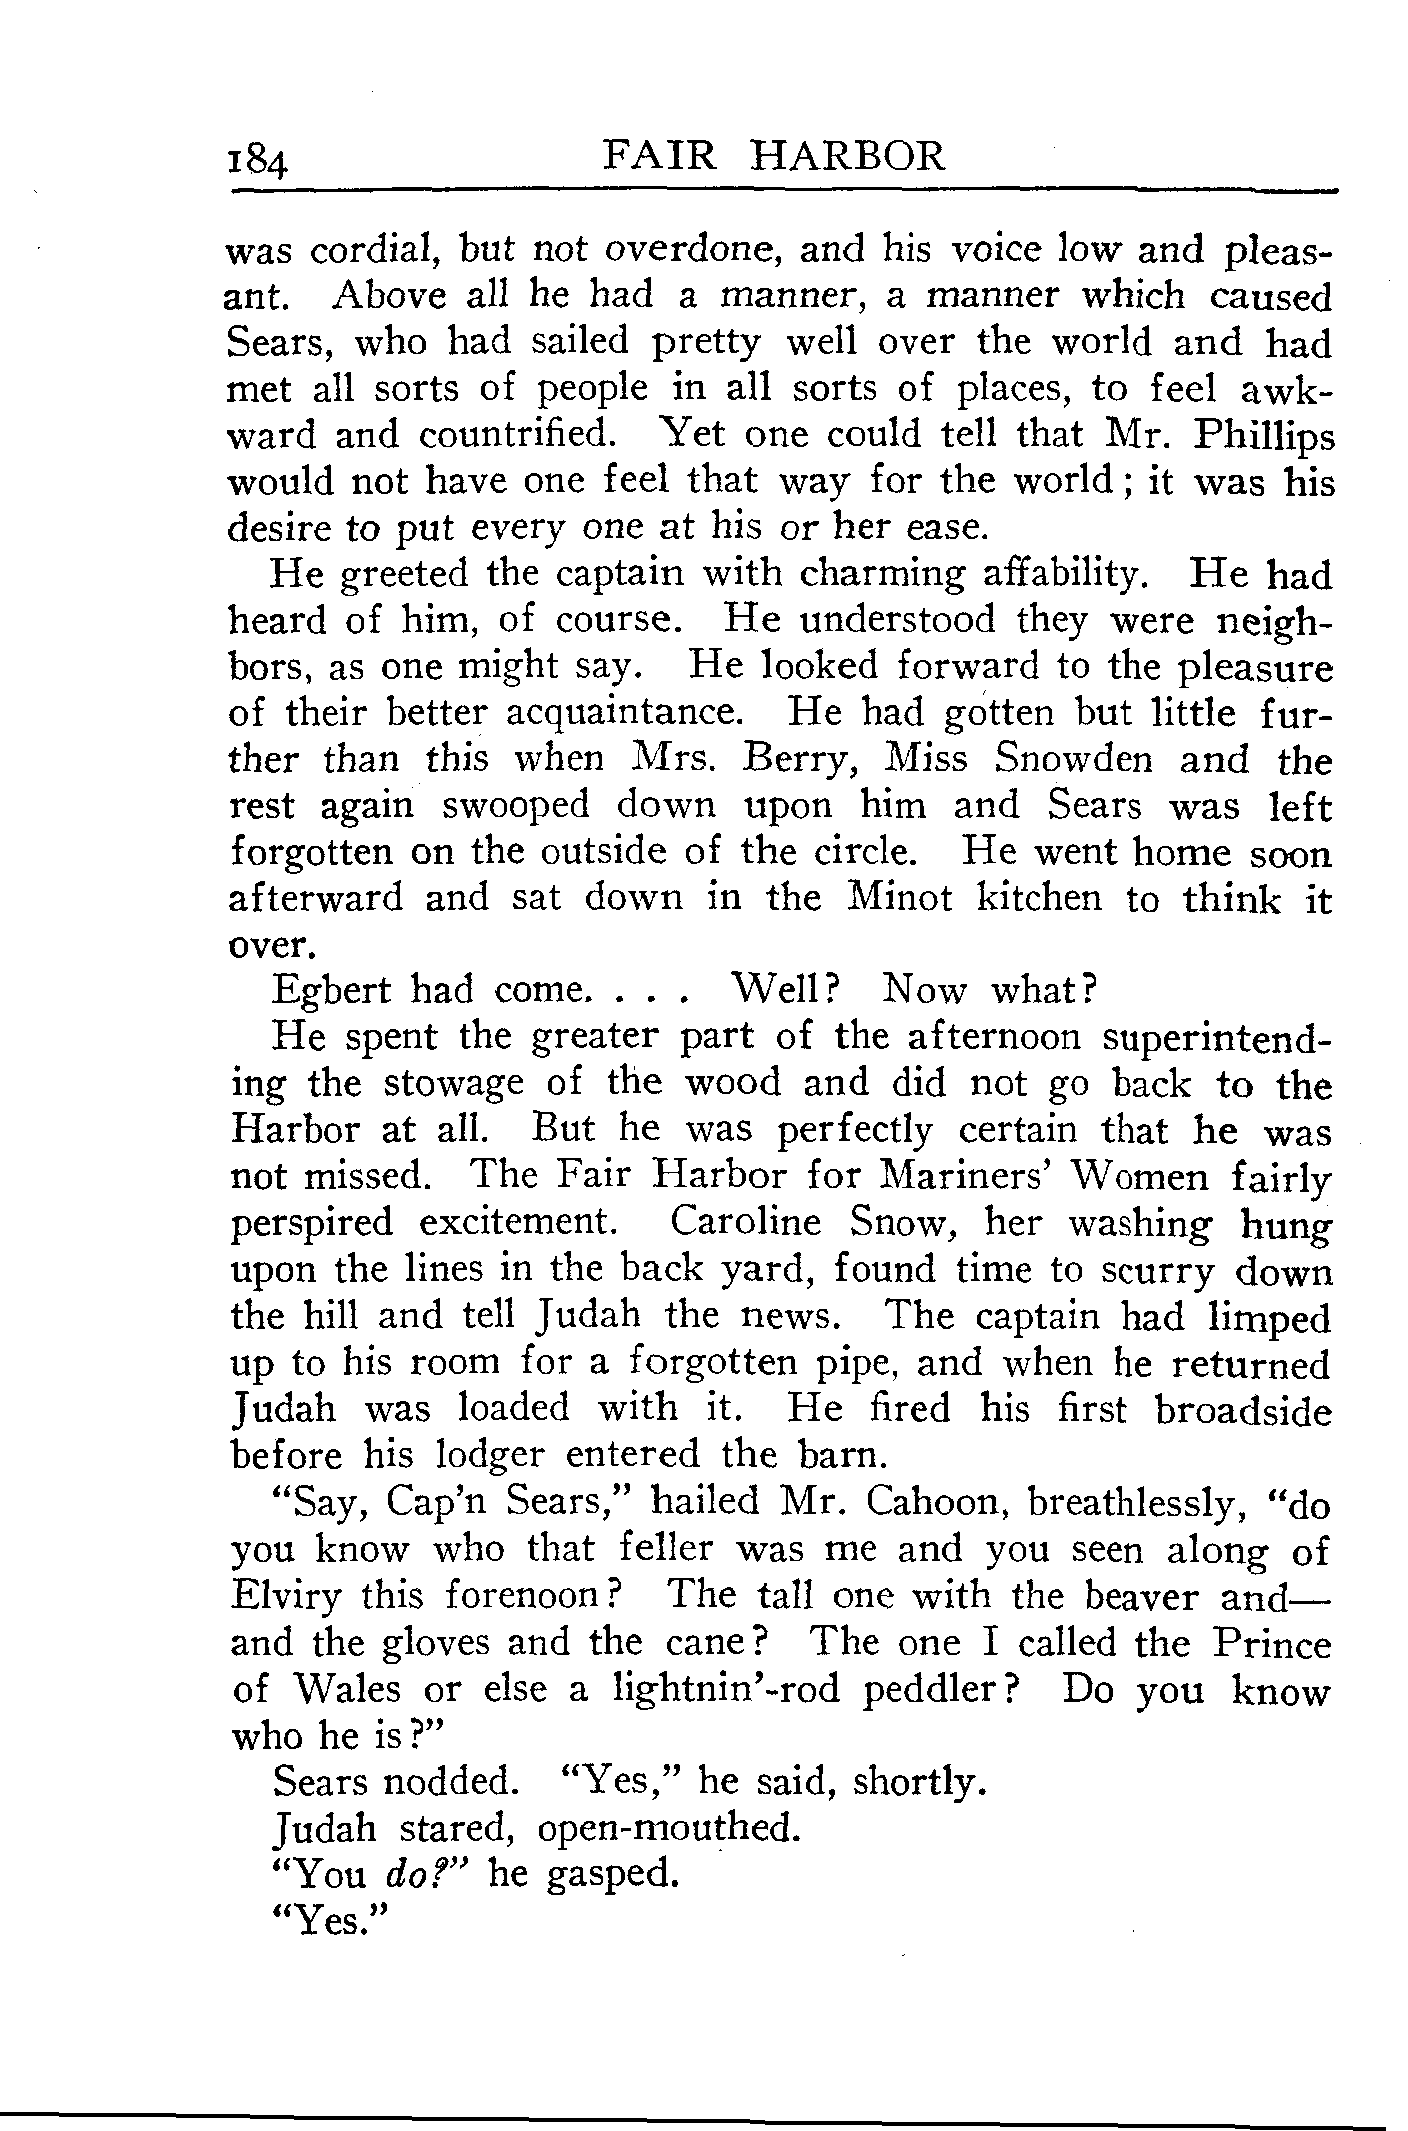 184 FAIR HARBOR
was cordial, but not overdone, and his voice low and pleas-
ant. Above all he had a manner, a manner which caused
Sears, who had sailed pretty well over the world and had
met all sorts of people in all sorts of places, to feel awk-
ward and countrified. Yet one could tell that Mr. Phillips
would not have one feel that way for the world; it was his
desire to put every one at his or her ease.
He greeted the captain with charming affability. He had
heard of him, of course. He understood they were neigh-
bors, as one might say. He looked forward to the pleasure
of their better acquaintance. He had gotten but little fur-
ther than this when Mrs. Berry, Miss Snowden and the
rest again swooped down upon him and Sears was left
forgotten on the outside of the circle. He went home soon
afterward and sat down in the Minot kitchen to think it
over.
Egbert had come. . . . Well? Now what?
He spent the greater part of the afternoon superintend-
ing the stowage of the wood and did not go back to the
Harbor at all. But he was perfectly certain that he was
not missed. The Fair Harbor for Mariners' Women fairly
perspired excitement. Caroline Snow, her washing hung
upon the lines in the back yard, found time to scurry down
the hill and tell Judah the news. The captain had limped
up to his room for a forgotten pipe, and when he returned
Judah was loaded with it. He fired his first broadside
before his lodger entered the barn.
"Say, Cap'n Sears," hailed Mr. Cahoon, breathlessly, "do
you know who that feller was me and you seen along of
Elviry this forenoon? The tall one with the beaver and—
and the gloves and the cane? The one I called the Prince
of Wales or else a lightnin'-rod peddler? Do you know
who he is?"
Sears nodded. "Yes," he said, shortly.
Judah stared, open-mouthed.
"You do?" he gasped.
"Yes."